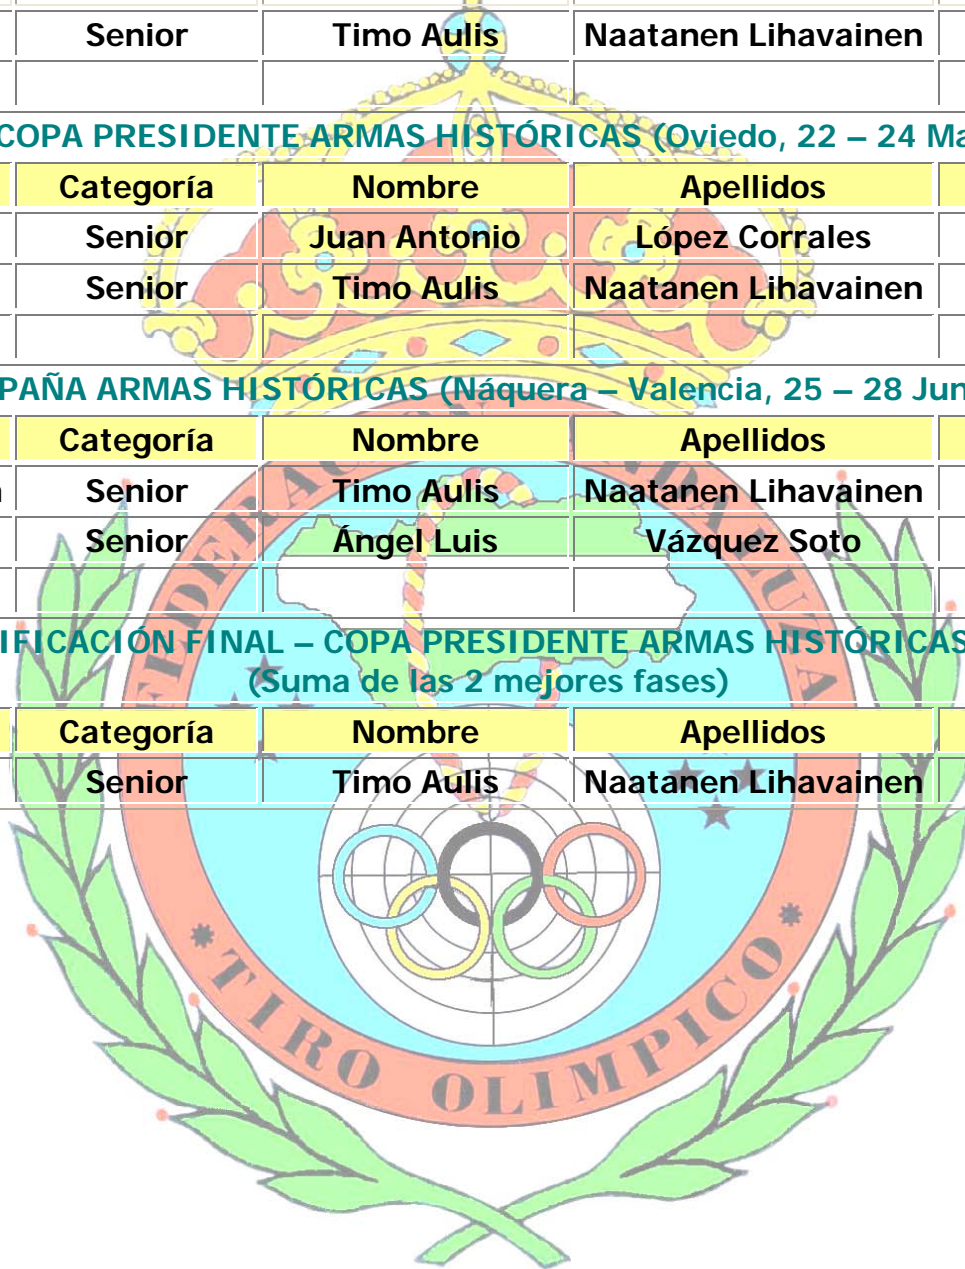 Senior Timo Aulis Naatanen Lihavainen
COPA PRESIDENTE ARMAS HISTÓRICAS (Oviedo, 22 – 24 Ma
Categoría Nombre Apellidos
Senior Juan Antonio López Corrales
Senior Timo Aulis Naatanen Lihavainen
PAÑA ARMAS HISTÓRICAS (Náquera – Valencia, 25 – 28 Jun
Categoría Nombre Apellidos
Senior Timo Aulis Naatanen Lihavainen
Senior Ángel Luis Vázquez Soto
IFICACIÓN FINAL – COPA PRESIDENTE ARMAS HISTÓRICAS
(Suma de las 2 mejores fases)
Categoría Nombre Apellidos
Senior Timo Aulis Naatanen Lihavainen
TIRO OLIMPICO